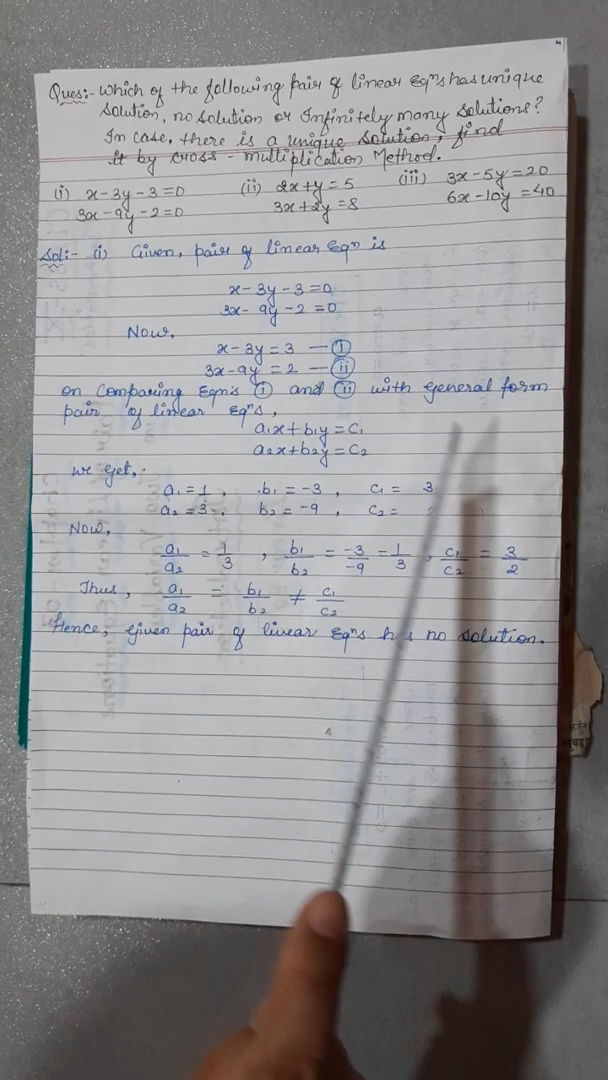 Ques:- Which of the following pair of linear Eqⁿs has unique
solution, no solution or Infinitely many solutions?
In case, there is a unique solution, find
it by cross-multiplication Method.
(i) x-3y-3=0 (ii) 2x+y=5 (iii) 3x-5y=20
3x-9y-2=0 3x+2y=8 6x-10y=40
Sol:- (i) Given, pair of linear Eqⁿ is
x-3y-3=0
3x-9y-2=0
Now,
x-3y=3 — (i)
3x-9y=2 — (ii)
on comparing Eqⁿs (i) and (ii) with general form
pair of linear Eqⁿs,
a₁x+b₁y=c₁
a₂x+b₂y=c₂
we get,
a₁=1, b₁=-3, c₁= 3
a₂=3, b₂=-9, c₂=
Now,
a₁/a₂ = 1/3, b₁/b₂ = -3/-9 = 1/3, c₁/c₂ = 3/2
Thus, a₁/a₂ = b₁/b₂ ≠ c₁/c₂
Hence, given pair of linear Eqⁿs has no solution.